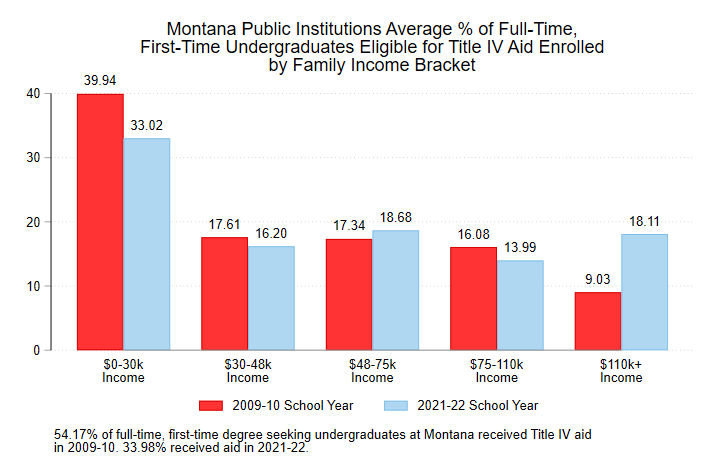 Montana Public Institutions Average % of Full-Time,
First-Time Undergraduates Eligible for Title IV Aid Enrolled
by Family Income Bracket
39.94
33.02
17.61
16.20
17.34
18.68
16.08
13.99
9.03
18.11
40
30
20
10
0
$0-30k
Income
$30-48k
Income
$48-75k
Income
$75-110k
Income
$110k+
Income
2009-10 School Year
2021-22 School Year
54.17% of full-time, first-time degree seeking undergraduates at Montana received Title IV aid
in 2009-10. 33.98% received aid in 2021-22.